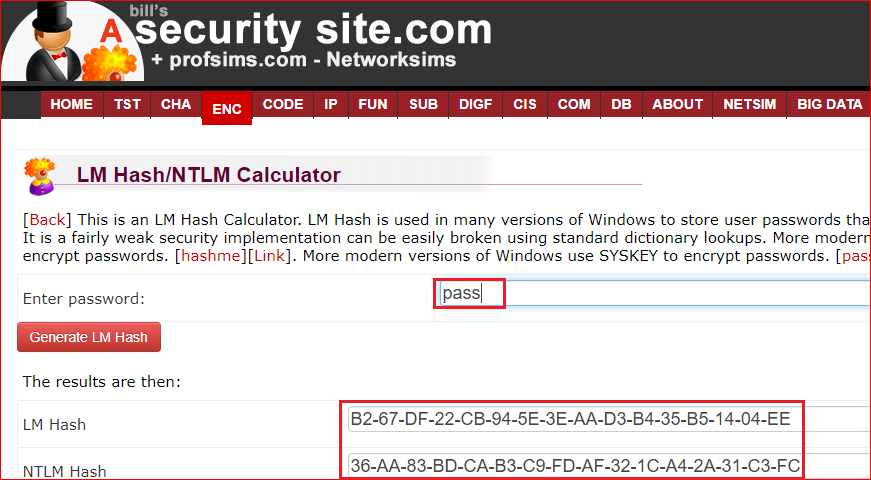 bill's
A security site.com
+ profsims.com - Networksims
HOME TST CHA ENC CODE IP FUN SUB DIGF CIS COM DB ABOUT NETSIM BIG DATA
LM Hash/NTLM Calculator
[Back] This is an LM Hash Calculator. LM Hash is used in many versions of Windows to store user passwords tha
It is a fairly weak security implementation can be easily broken using standard dictionary lookups. More modern
encrypt passwords. [hashme][Link]. More modern versions of Windows use SYSKEY to encrypt passwords. [pas
Enter password: pass
Generate LM Hash
The results are then:
LM Hash B2-67-DF-22-CB-94-5E-3E-AA-D3-B4-35-B5-14-04-EE
NTLM Hash 36-AA-83-BD-CA-B3-C9-FD-AF-32-1C-A4-2A-31-C3-FC